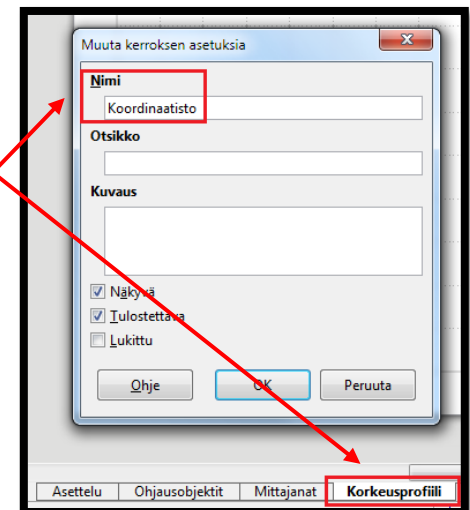 Muuta kerroksen asetuksia
Nimi
Koordinaatisto
Otsikko
Kuvaus
Näkyvä
Tulostettava
Lukittu
Ohje OK Peruuta
Asettelu Ohjausobjektit Mittajanat Korkeusprofiili